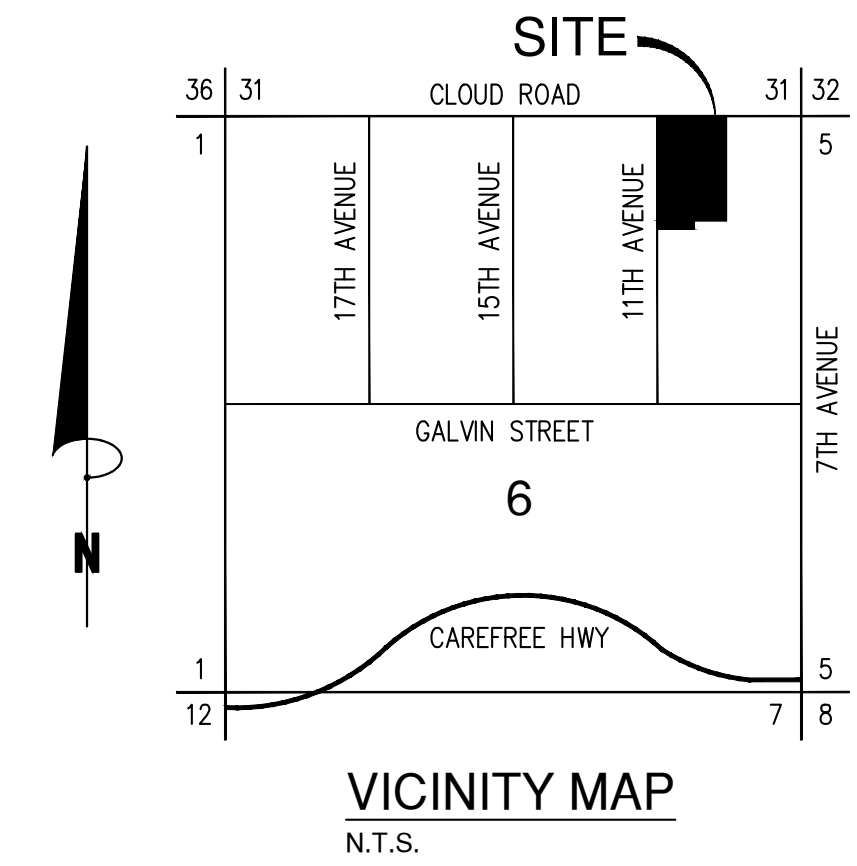 SITE
36 31 CLOUD ROAD 31 32
1 5
17TH AVENUE
15TH AVENUE
11TH AVENUE
7TH AVENUE
GALVIN STREET
6
N
CAREFREE HWY
1 5
12 7 8
VICINITY MAP
N.T.S.